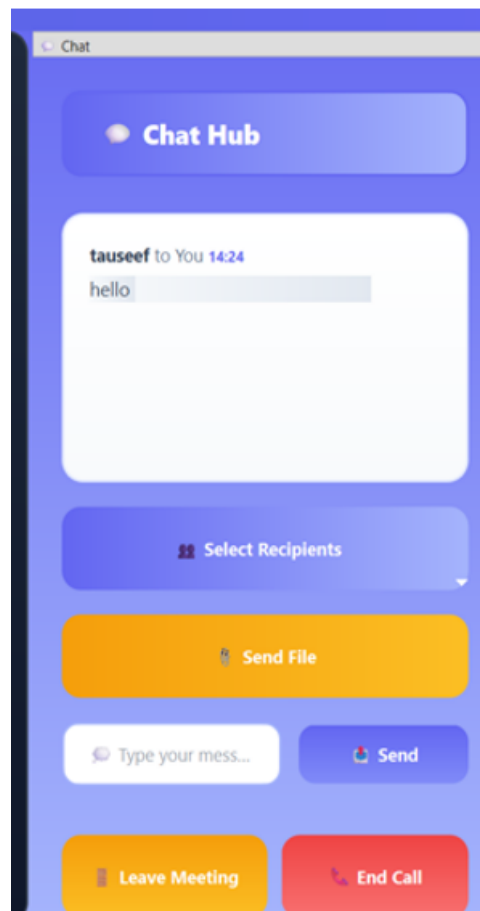 Chat
Chat Hub
tauseef to You 14:24
hello
Select Recipients
Send File
Type your mess...
Send
Leave Meeting
End Call